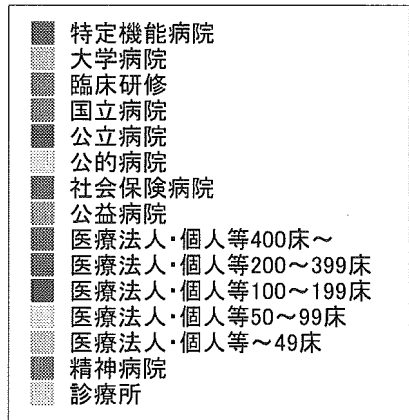 特定機能病院
大学病院
臨床研修
国立病院
公立病院
公的病院
社会保険病院
公益病院
医療法人・個人等400床～
医療法人・個人等200～399床
医療法人・個人等100～199床
医療法人・個人等50～99床
医療法人・個人等～49床
精神病院
診療所